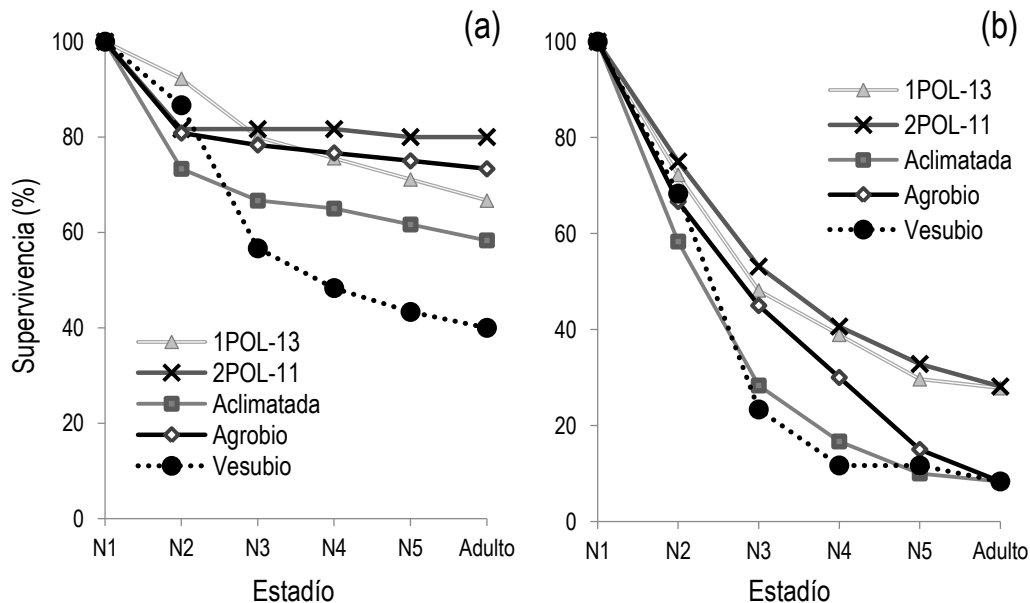 (a)
100
80
60
40
20
0
Supervivencia (%)
1POL-13
2POL-11
Aclimatada
Agrobio
Vesubio
N1 N2 N3 N4 N5 Adulto
Estadío
(b)
100
80
60
40
20
0
1POL-13
2POL-11
Aclimatada
Agrobio
Vesubio
N1 N2 N3 N4 N5 Adulto
Estadío